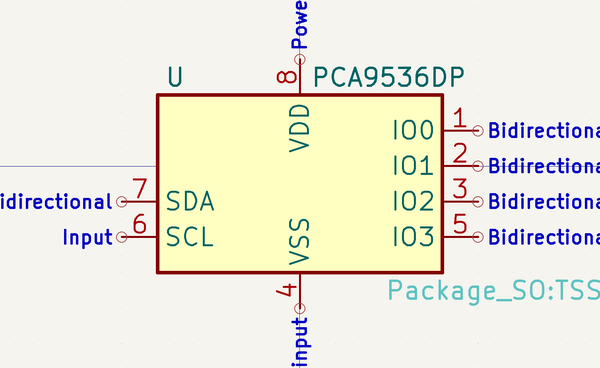 Powe
U
8
PCA9536DP
VDD
IO0
1
Bidirectiona
IO1
2
Bidirectiona
idirectional
7
SDA
IO2
3
Bidirectiona
Input
6
SCL
IO3
5
Bidirectiona
VSS
4
Package_SO:TSS
input